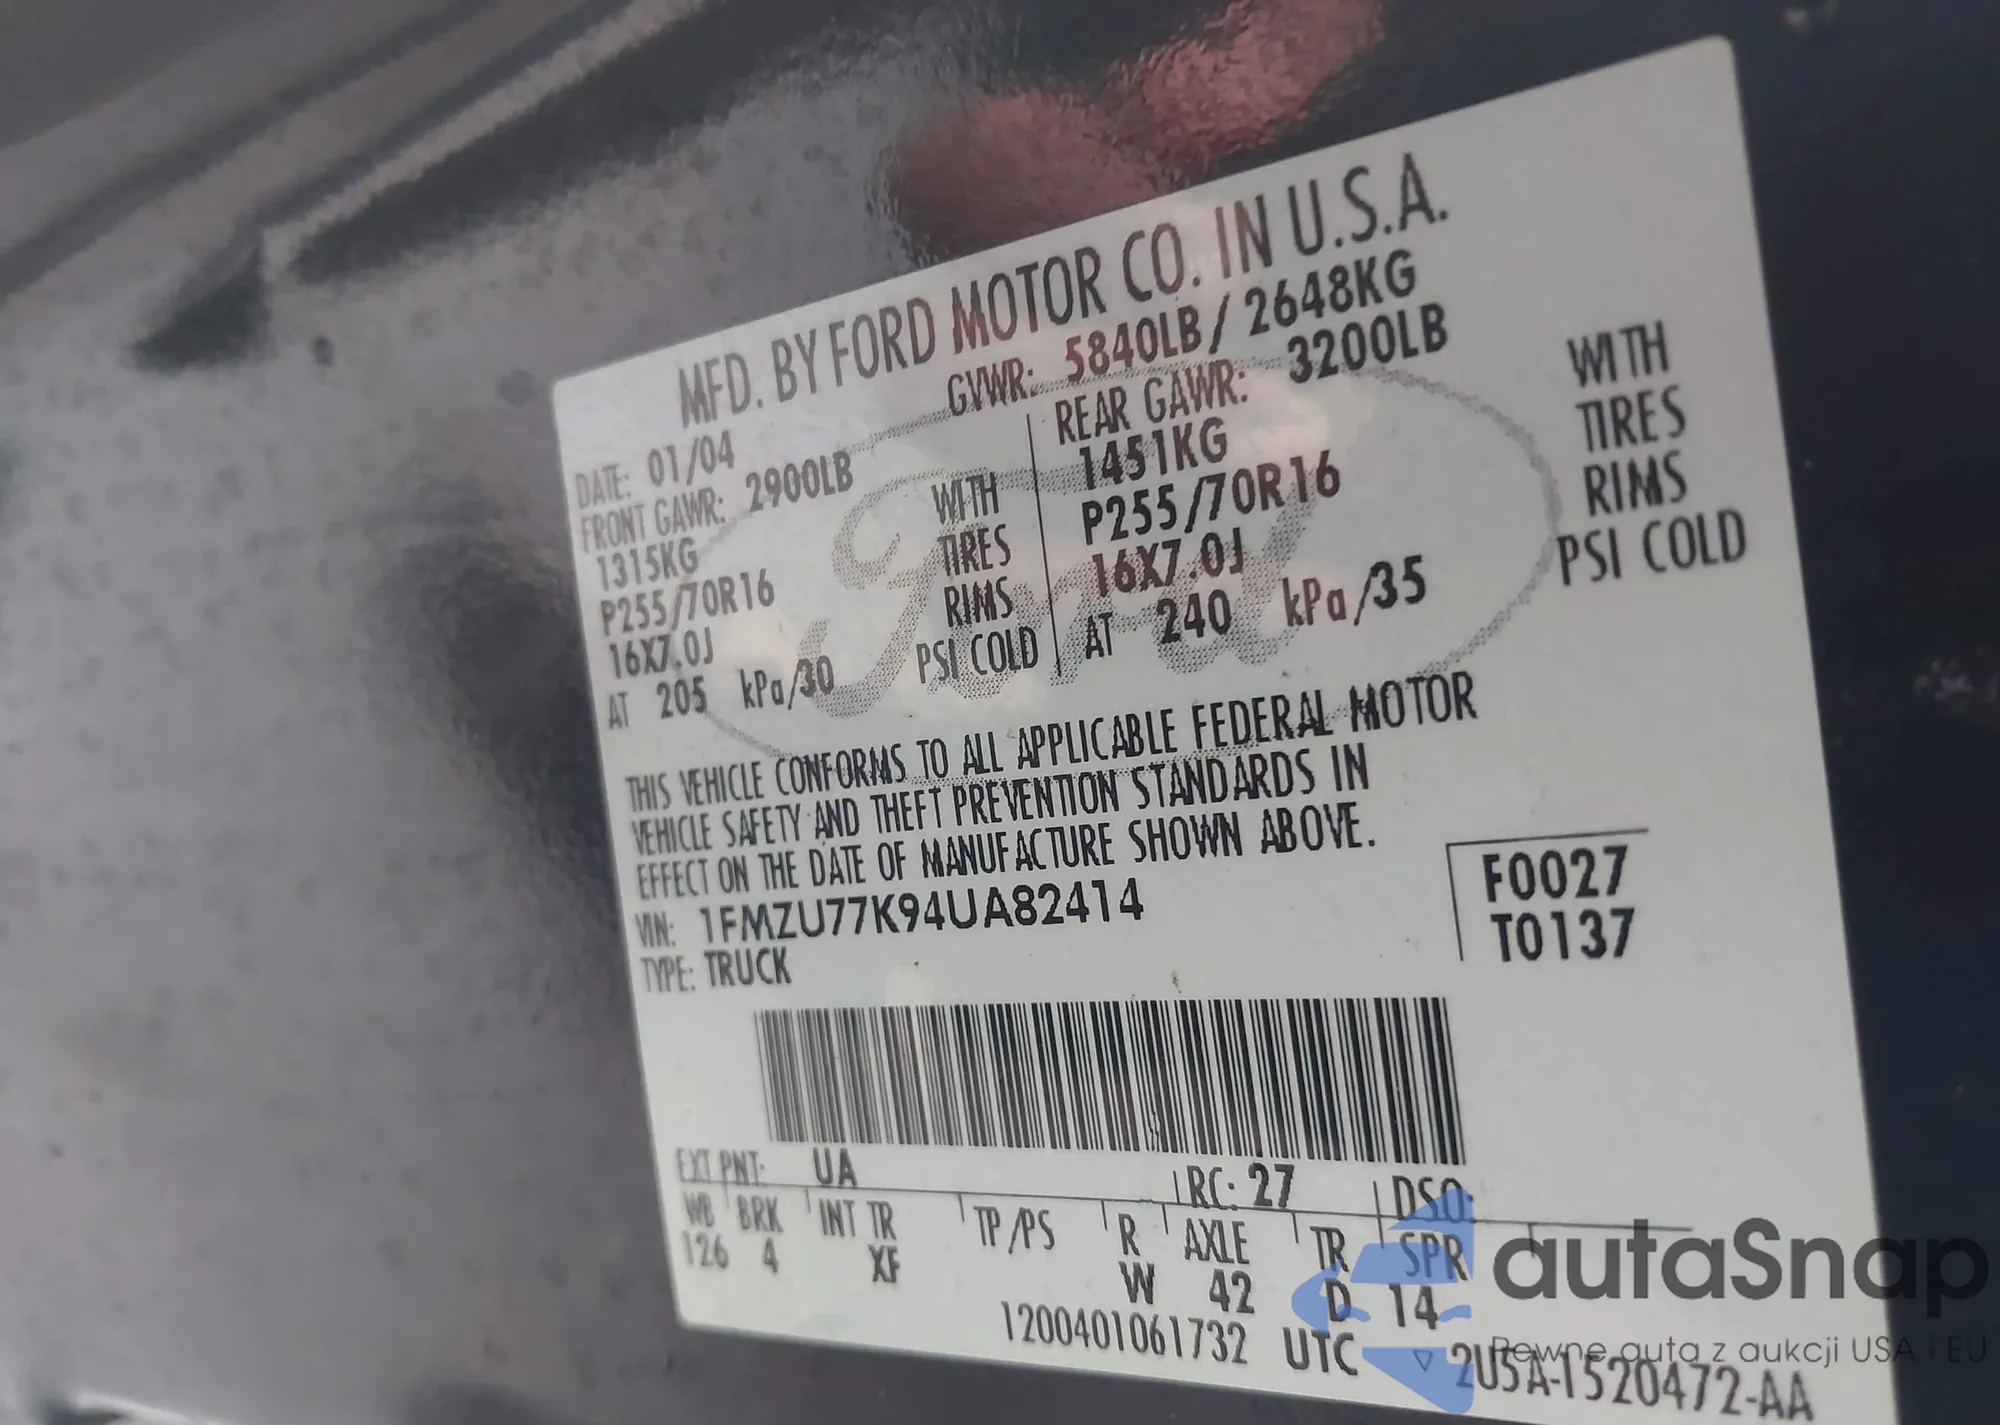 MFD. BY FORD MOTOR CO. IN U.S.A.
DATE: 01/04 GVWR: 5840LB / 2648KG
FRONT GAWR: 2900LB REAR GAWR: 3200LB
1315KG WITH 1451KG WITH
P255/70R16 TIRES P255/70R16 TIRES
16X7.0J RIMS 16X7.0J RIMS
AT 205 kPa/30 PSI COLD AT 240 kPa/35 PSI COLD
Ford
THIS VEHICLE CONFORMS TO ALL APPLICABLE FEDERAL MOTOR
VEHICLE SAFETY AND THEFT PREVENTION STANDARDS IN
EFFECT ON THE DATE OF MANUFACTURE SHOWN ABOVE.
VIN: 1FMZU77K94UA82414 F0027
TYPE: TRUCK T0137
EXT PNT: UA RC: 27 DSO:
WB BRK INT TR TP/PS R AXLE TR SPR
126 4 XF W 42 D 14
1200401061732 UTC ▽ 2U5A-1520472-AA
autaSnap
Pewne auta z aukcji USA i EU